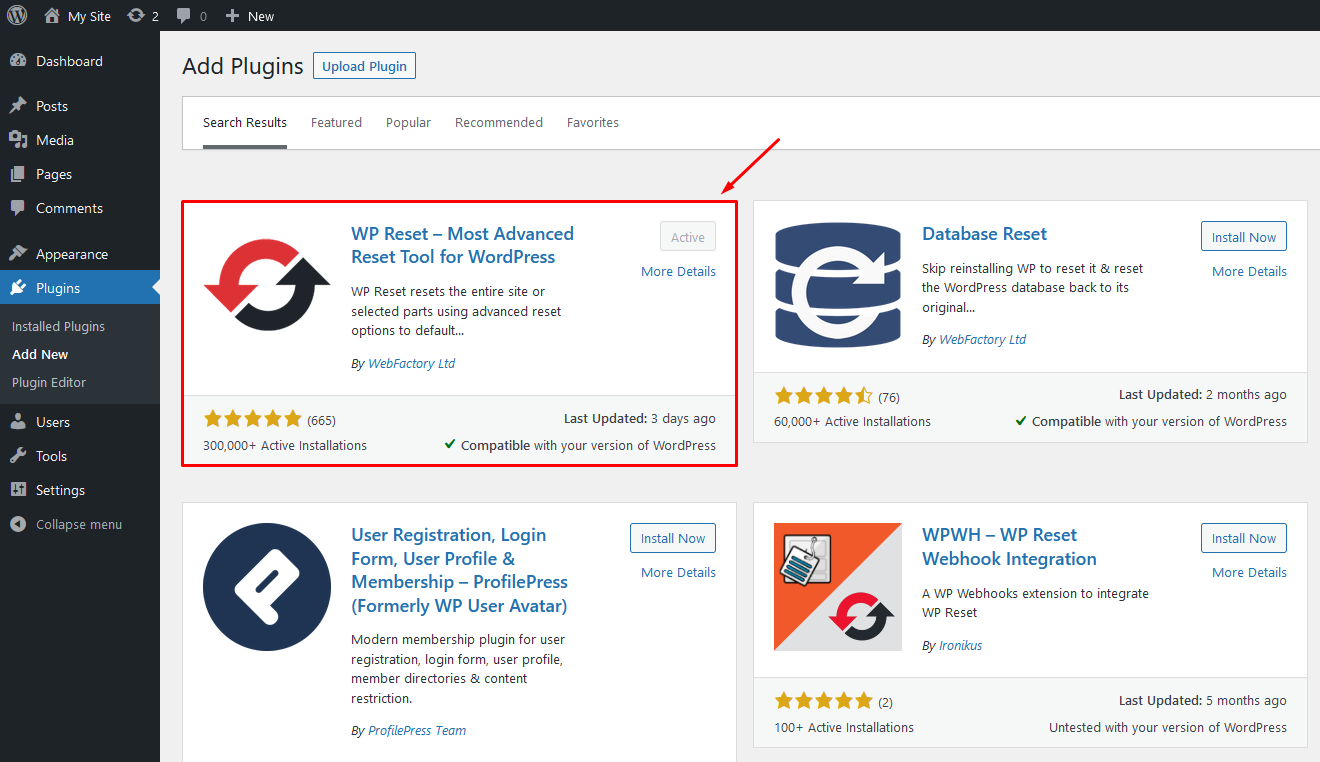 My Site 2 0 New
Dashboard
Posts
Media
Pages
Comments
Appearance
Plugins
Installed Plugins
Add New
Plugin Editor
Users
Tools
Settings
Collapse menu
Add Plugins Upload Plugin
Search Results Featured Popular Recommended Favorites
WP Reset – Most Advanced
Reset Tool for WordPress
Active
More Details
WP Reset resets the entire site or
selected parts using advanced reset
options to default...
By WebFactory Ltd
(665)
Last Updated: 3 days ago
300,000+ Active Installations
Compatible with your version of WordPress
Database Reset
Install Now
More Details
Skip reinstalling WP to reset it & reset
the WordPress database back to its
original...
By WebFactory Ltd
(76)
Last Updated: 2 months ago
60,000+ Active Installations
Compatible with your version of WordPress
User Registration, Login
Form, User Profile &
Membership – ProfilePress
(Formerly WP User Avatar)
Install Now
More Details
Modern membership plugin for user
registration, login form, user profile,
member directories & content
restriction.
By ProfilePress Team
WPWH – WP Reset
Webhook Integration
Install Now
More Details
A WP Webhooks extension to integrate
WP Reset
By Ironikus
(2)
Last Updated: 5 months ago
100+ Active Installations
Untested with your version of WordPress